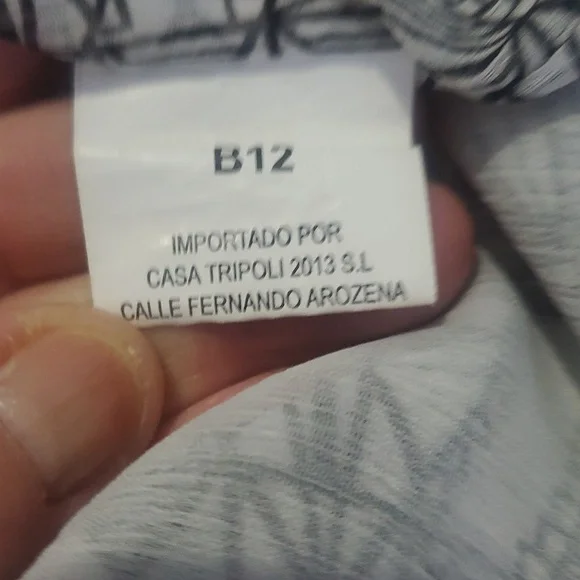 B12
IMPORTADO POR
CASA TRIPOLI 2013 S.L
CALLE FERNANDO AROZENA